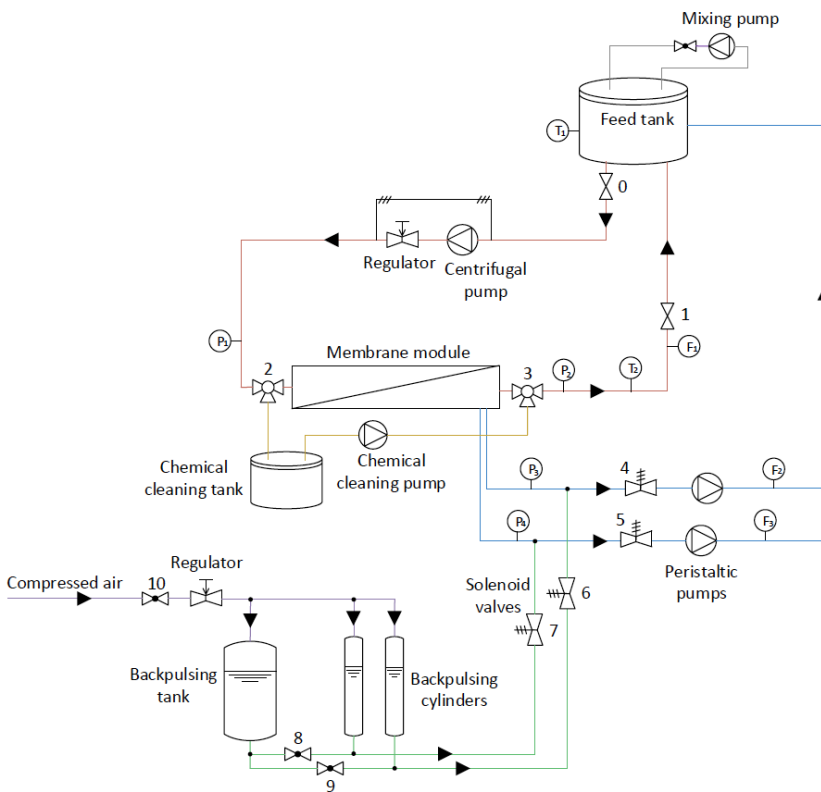 Mixing pump
Feed tank
T₁
0
Regulator
Centrifugal
pump
1
P₁
F₁
Membrane module
2
3
P₂
T₂
Chemical
cleaning tank
Chemical
cleaning pump
P₃
4
F₂
P₄
5
F₃
Peristaltic
pumps
Compressed air
10
Regulator
Solenoid
valves
6
7
Backpulsing
tank
Backpulsing
cylinders
8
9